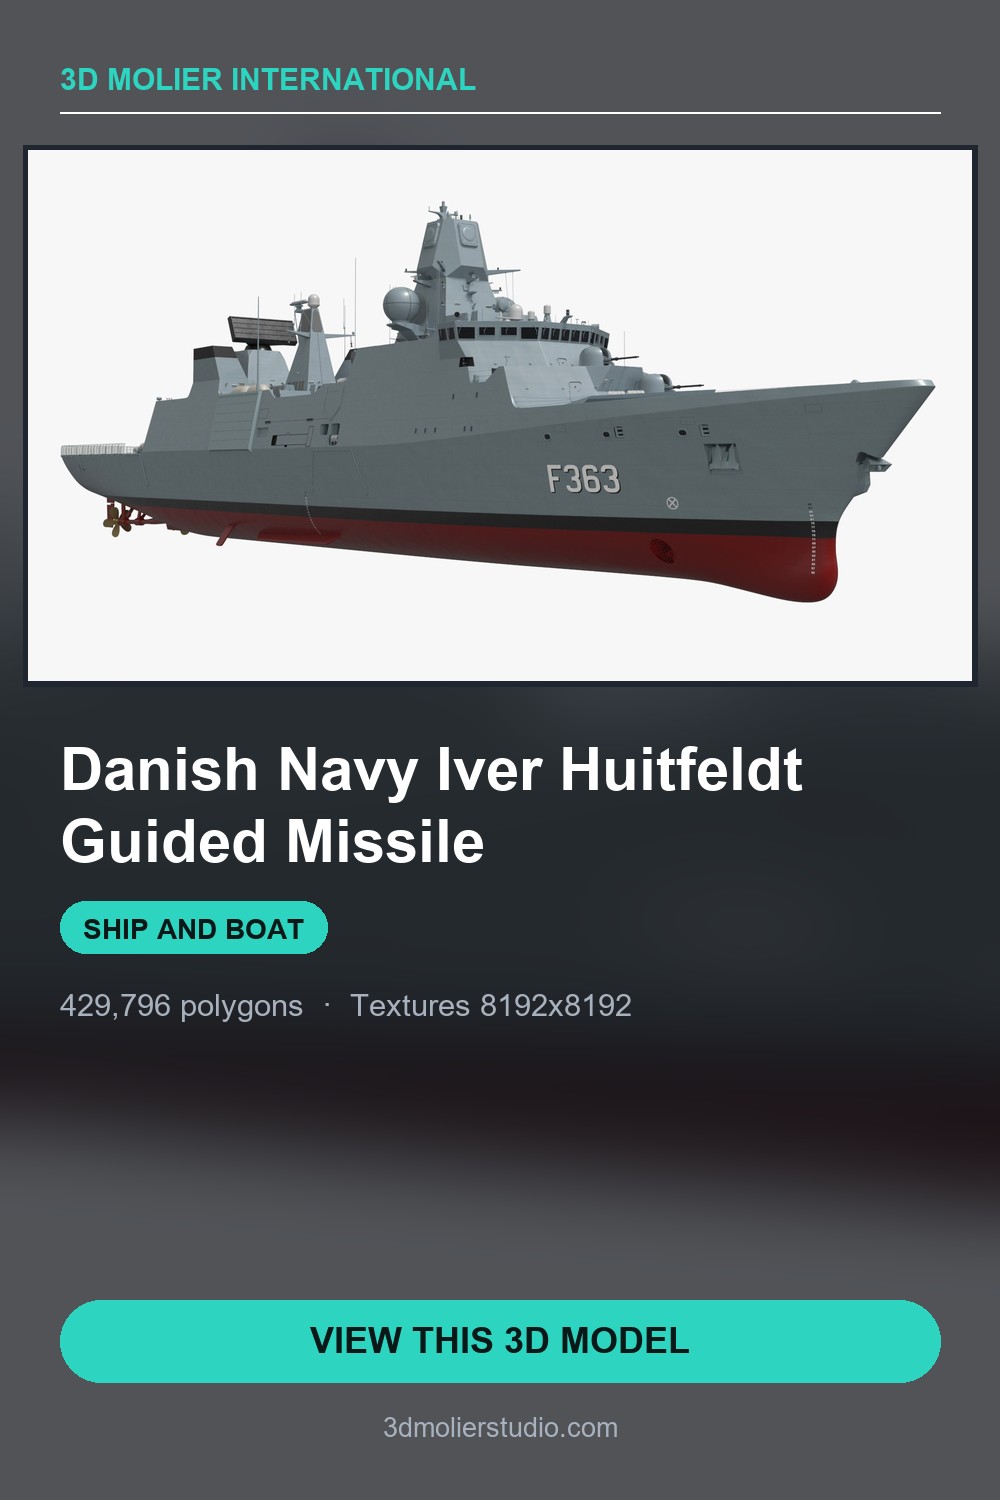 3D MOLIER INTERNATIONAL
F363
Danish Navy Iver Huitfeldt
Guided Missile
SHIP AND BOAT
429,796 polygons · Textures 8192x8192
VIEW THIS 3D MODEL
3dmolierstudio.com